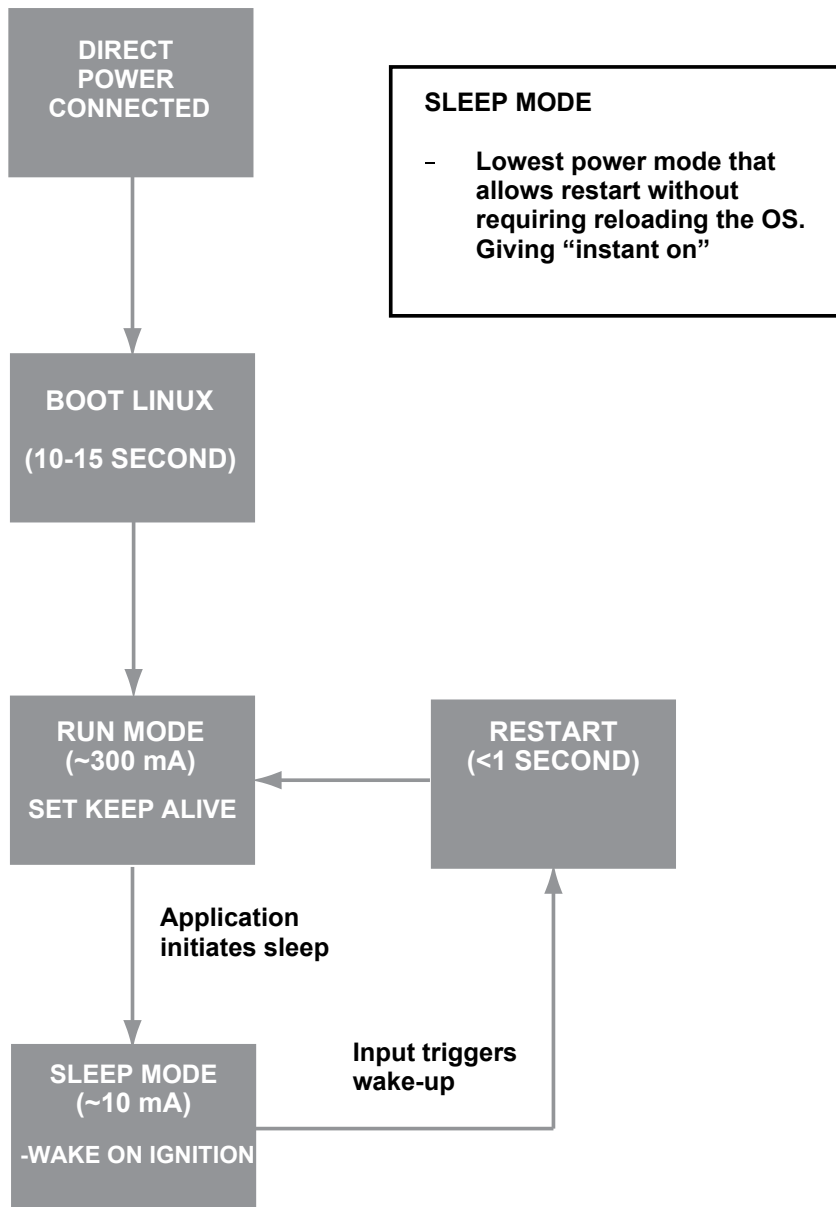 DIRECT
POWER
CONNECTED
SLEEP MODE
– Lowest power mode that
allows restart without
requiring reloading the OS.
Giving “instant on”
BOOT LINUX
(10-15 SECOND)
RUN MODE
(~300 mA)
SET KEEP ALIVE
RESTART
(<1 SECOND)
Application
initiates sleep
Input triggers
wake-up
SLEEP MODE
(~10 mA)
-WAKE ON IGNITION